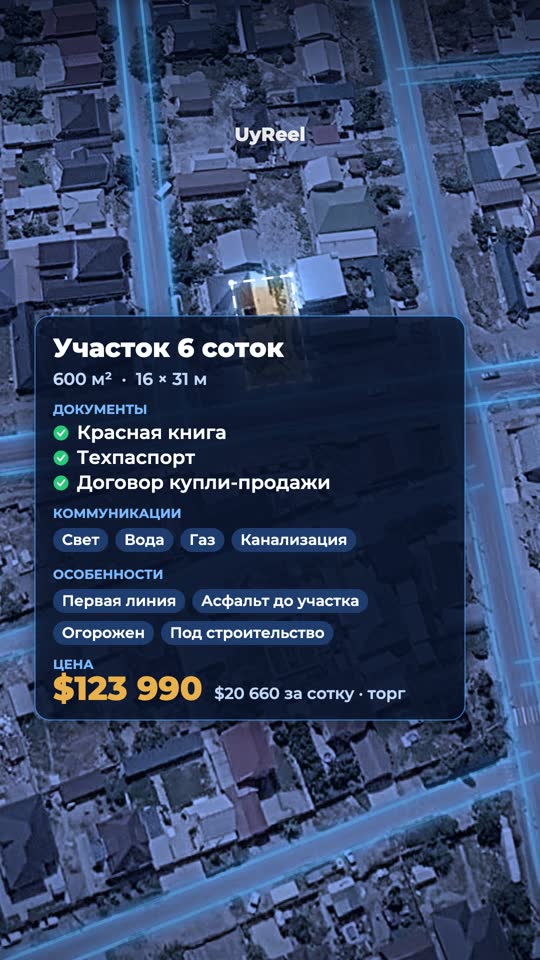 UyReel
Участок 6 соток
600 м² · 16 × 31 м
ДОКУМЕНТЫ
Красная книга
Техпаспорт
Договор купли-продажи
КОММУНИКАЦИИ
Свет Вода Газ Канализация
ОСОБЕННОСТИ
Первая линия Асфальт до участка
Огорожен Под строительство
ЦЕНА
$123 990 $20 660 за сотку · торг